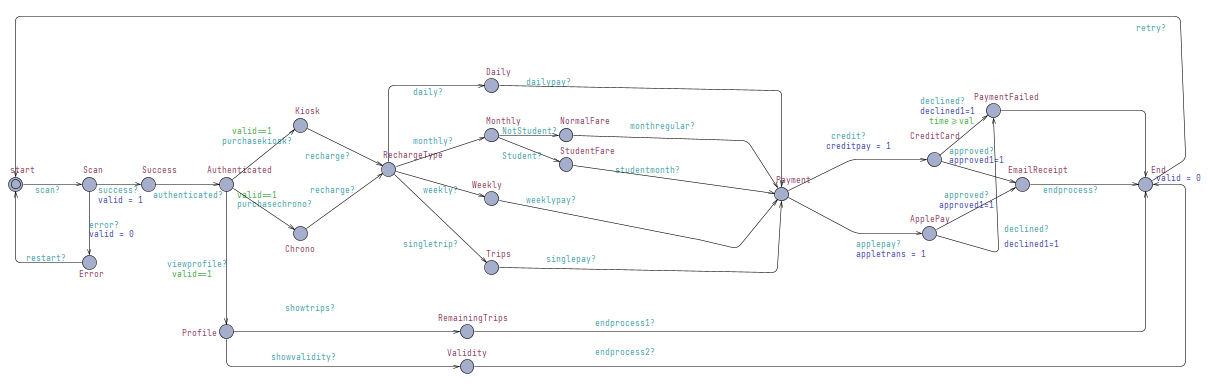 retry?
Daily
dailypay?
daily?
declined?
PaymentFailed
declined1=1
time>=val
Kiosk
Monthly
NormalFare
monthregular?
valid==1
NotStudent?
purchasekiosk?
monthly?
credit?
CreditCard
creditpay = 1
recharge?
RechargeType
Student?
StudentFare
approved?
approved1=1
start
Scan
Success
Authenticated
studentmonth?
EmailReceipt
End
valid = 0
Payment
scan?
success?
valid = 1
authenticated?
valid==1
purchasechrono?
recharge?
weekly?
Weekly
weeklypay?
approved?
approved1=1
endprocess?
ApplePay
error?
valid = 0
declined?
declined1=1
Chrono
singletrip?
applepay?
appletrans = 1
Trips
singlepay?
restart?
Error
viewprofile?
valid==1
showtrips?
RemainingTrips
endprocess1?
Profile
showvalidity?
Validity
endprocess2?